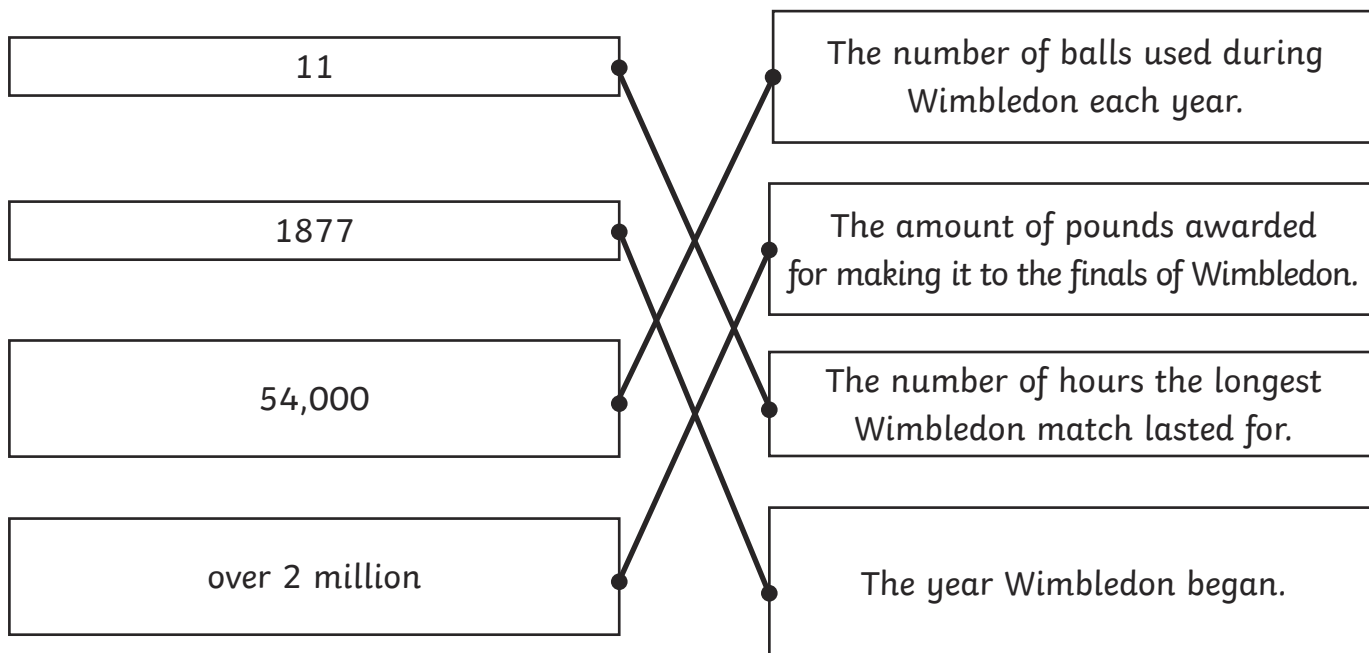 11
1877
54,000
over 2 million
The number of balls used during
Wimbledon each year.
The amount of pounds awarded
for making it to the finals of Wimbledon.
The number of hours the longest
Wimbledon match lasted for.
The year Wimbledon began.